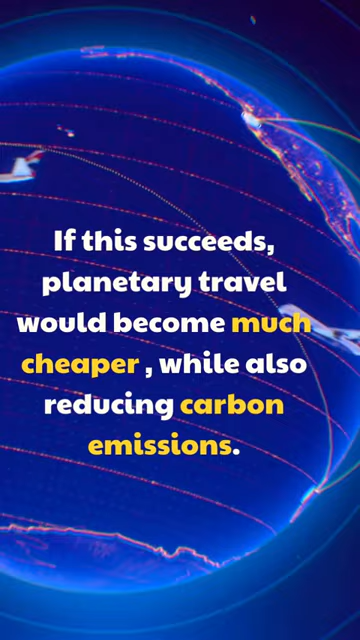 If this succeeds,
planetary travel
would become much
cheaper , while also
reducing carbon
emissions.